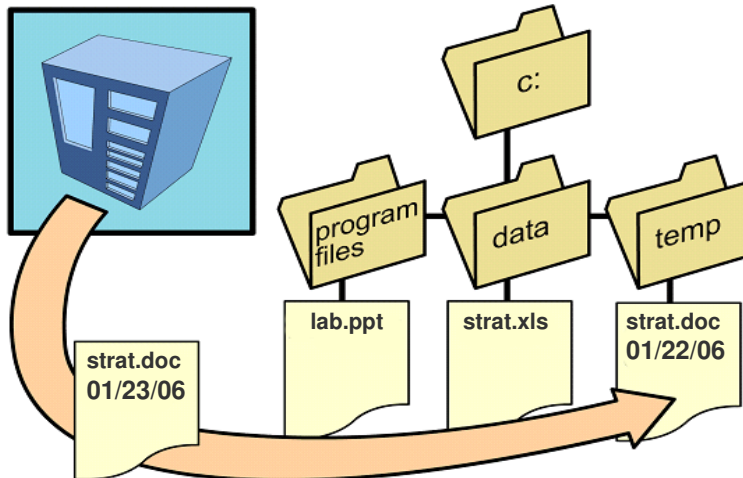 c:
program
files
data
temp
lab.ppt
strat.xls
strat.doc
01/22/06
strat.doc
01/23/06